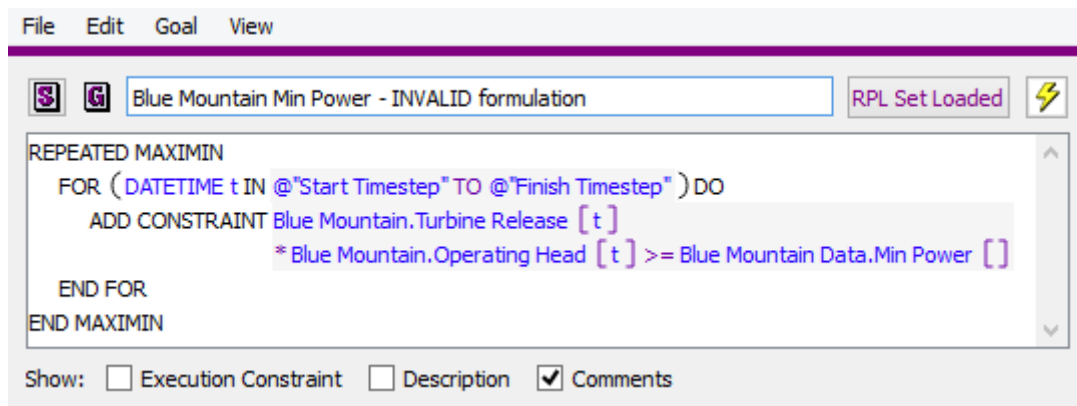 File Edit Goal View
S G Blue Mountain Min Power - INVALID formulation RPL Set Loaded
REPEATED MAXIMIN
FOR ( DATETIME t IN @"Start Timestep" TO @"Finish Timestep" ) DO
ADD CONSTRAINT Blue Mountain.Turbine Release [ t ]
* Blue Mountain.Operating Head [ t ] >= Blue Mountain Data.Min Power [ ]
END FOR
END MAXIMIN
Show: Execution Constraint Description Comments